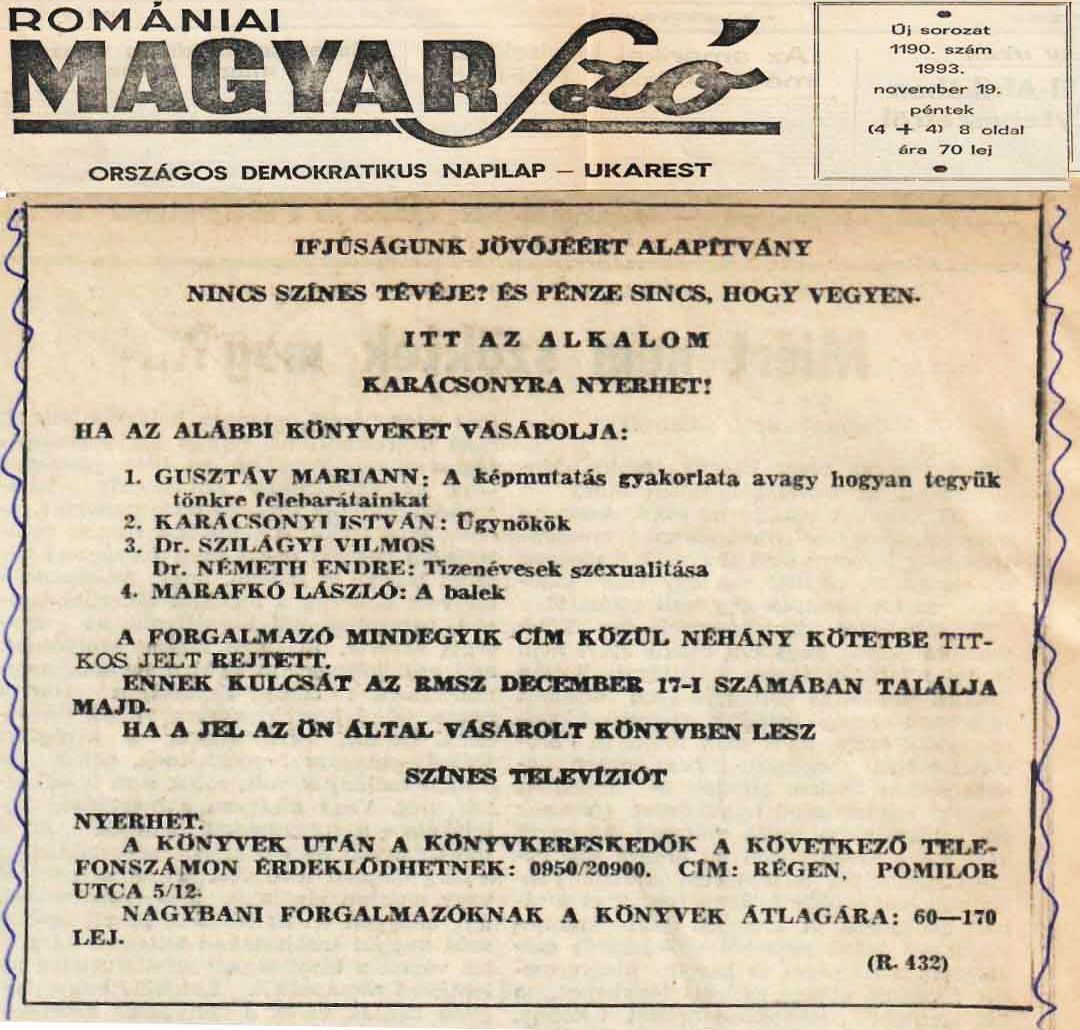 ROMÁNIAI
MAGYAR Szó
ORSZÁGOS DEMOKRATIKUS NAPILAP – UKAREST
Új sorozat
1190. szám
1993.
november 19.
péntek
(4 + 4) 8 oldal
ára 70 lej
IFJÚSÁGUNK JÖVŐJÉÉRT ALAPÍTVÁNY
NINCS SZÍNES TÉVÉJE? ÉS PÉNZE SINCS, HOGY VEGYEN.
ITT AZ ALKALOM
KARÁCSONYRA NYERHET!
HA AZ ALÁBBI KÖNYVEKET VÁSÁROLJA:
1. GUSZTÁV MARIANN: A képmutatás gyakorlata avagy hogyan tegyük
tönkre felebarátainkat
2. KARÁCSONYI ISTVÁN: Ügynökök
3. Dr. SZILÁGYI VILMOS
Dr. NÉMETH ENDRE: Tizenévesek szexualitása
4. MARAFKÓ LÁSZLÓ: A balek
A FORGALMAZÓ MINDEGYIK CÍM KÖZÜL NÉHÁNY KÖTETBE TIT-
KOS JELT REJTETT.
ENNEK KULCSÁT AZ RMSZ DECEMBER 17-I SZÁMÁBAN TALÁLJA
MAJD.
HA A JEL AZ ÖN ÁLTAL VÁSÁROLT KÖNYVBEN LESZ
SZÍNES TELEVÍZIÓT
NYERHET.
A KÖNYVEK UTÁN A KÖNYVKERESKEDŐK A KÖVETKEZŐ TELE-
FONSZÁMON ÉRDEKLŐDHETNEK: 0950/20900. CÍM: RÉGEN, POMILOR
UTCA 5/12.
NAGYBANI FORGALMAZÓKNAK A KÖNYVEK ÁTLAGÁRA: 60—170
LEJ.
(R. 432)